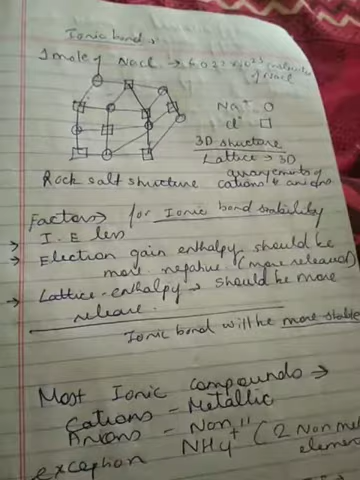 Ionic bond,
1 mole of NaCl → 6.022 x 10²³ molecules
of NaCl
Na⁺ O
Cl⁻ □
3D structure
Lattice → 3D
arrangements of
cations & anions
Rock salt structure
Factors → for Ionic bond stability
→ I.E less
→ Electron gain enthalpy should be
more negative (more released)
→ Lattice-enthalpy → should be more
release
Ionic bond will be more stable
Most Ionic compounds →
Cations - Metallic
Anions - Non "
exception NH4⁺ (2 Non